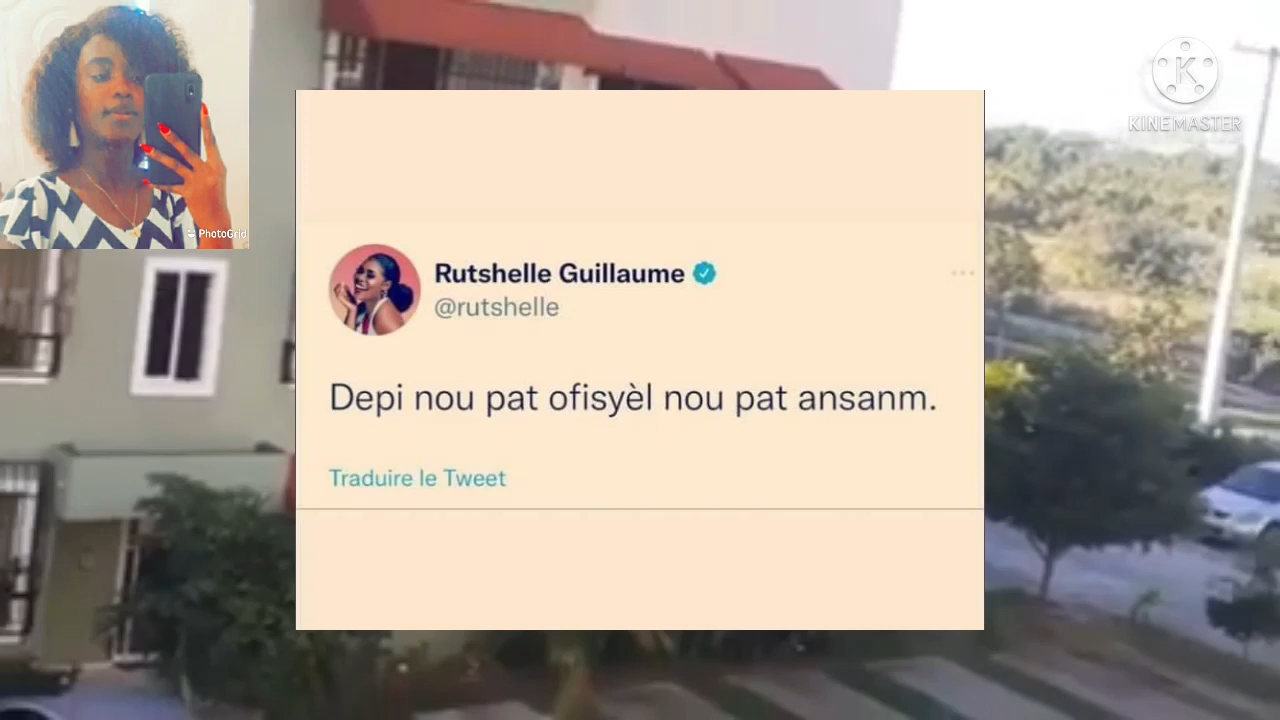 K
KINEMASTER
PhotoGrid
Rutshelle Guillaume
@rutshelle
Depi nou pat ofisyèl nou pat ansanm.
Traduire le Tweet